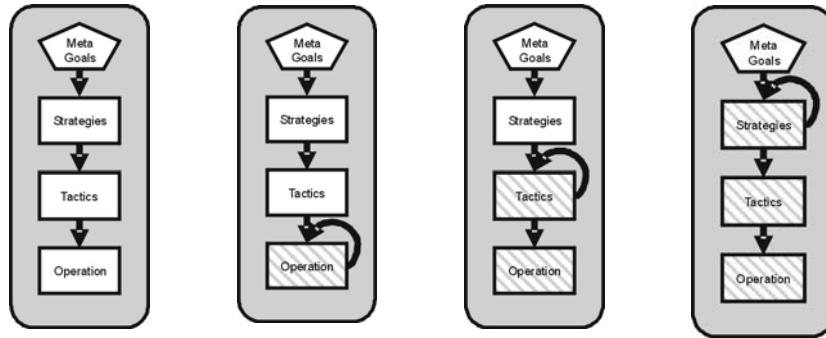 Meta
Goals
Strategies
Tactics
Operation
Meta
Goals
Strategies
Tactics
Operation
Meta
Goals
Strategies
Tactics
Operation
Meta
Goals
Strategies
Tactics
Operation